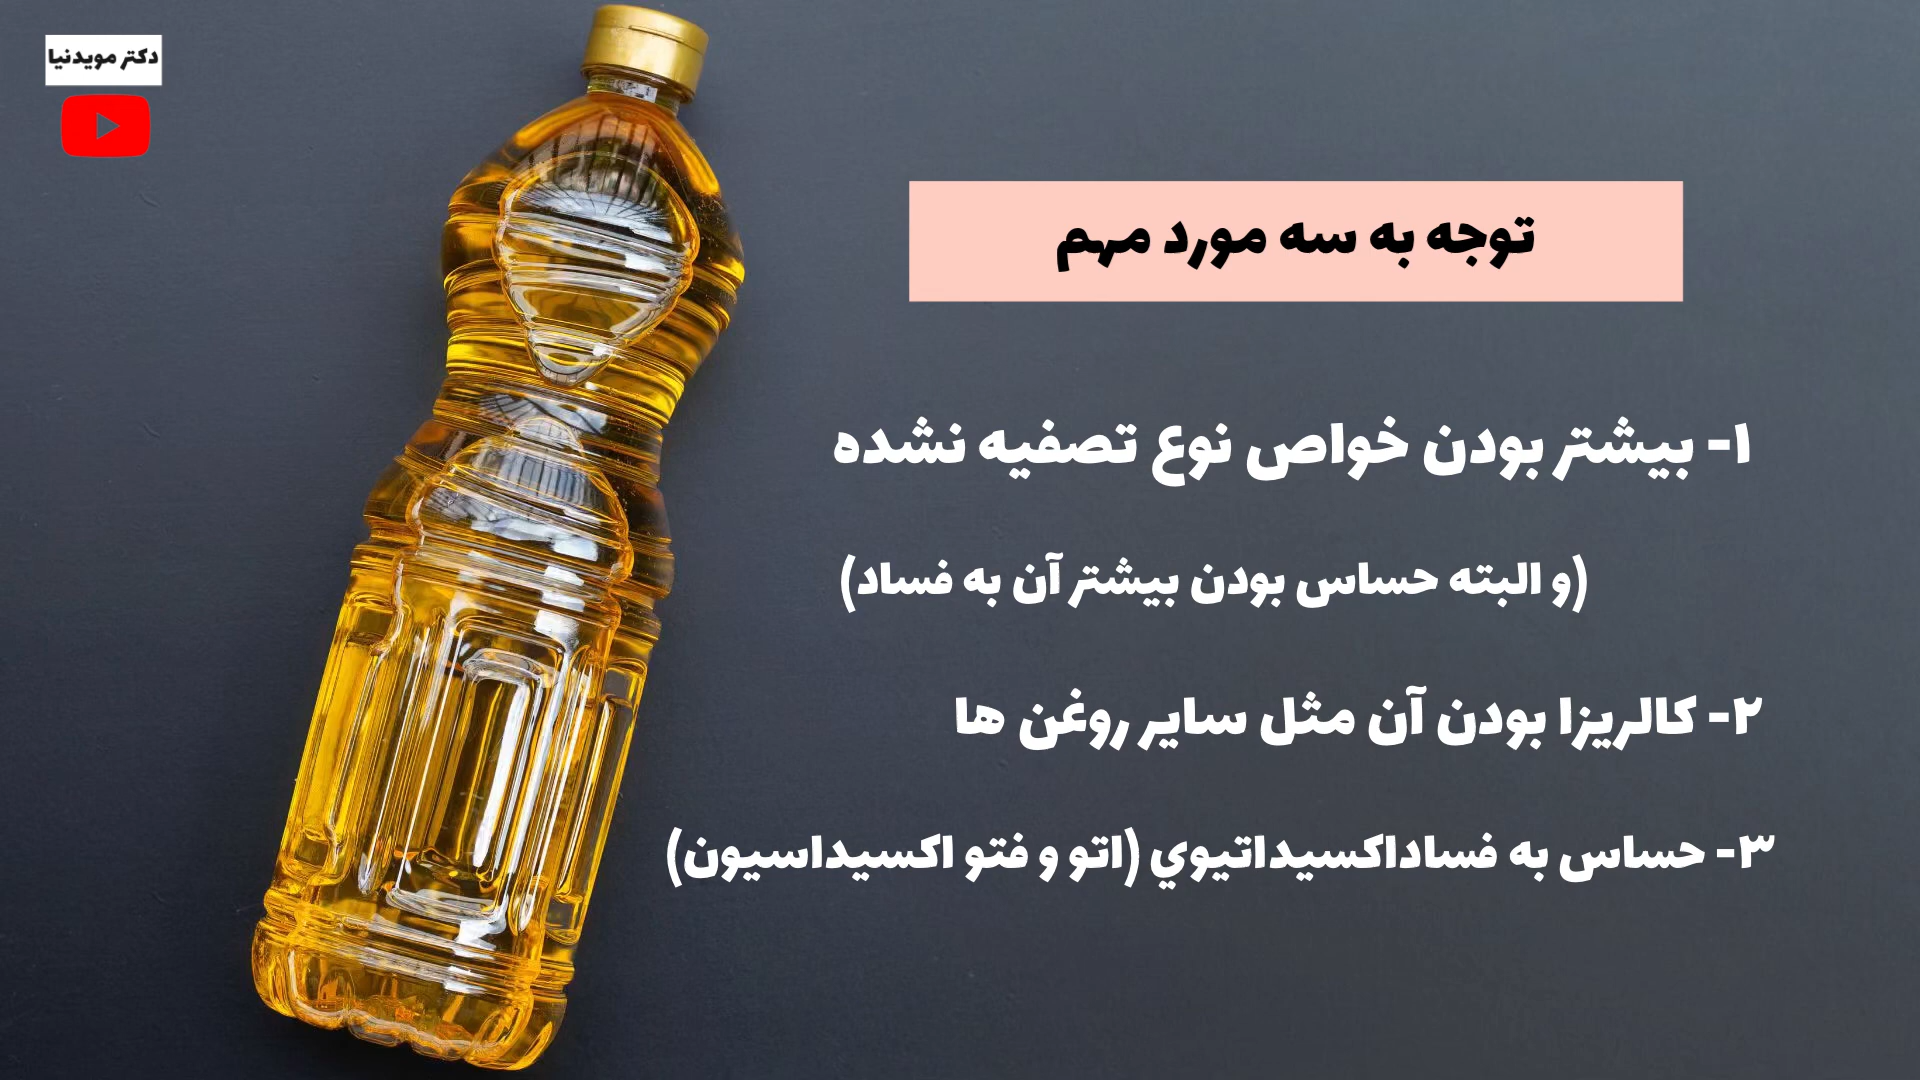 دکتر مویدنیا
توجه به سه مورد مهم
۱- بیشتر بودن خواص نوع تصفیه نشده
(و البته حساس بودن بیشتر آن به فساد)
۲- کالریزا بودن آن مثل سایر روغن ها
۳- حساس به فساداکسیداتیوي (اتو و فتو اکسیداسیون)